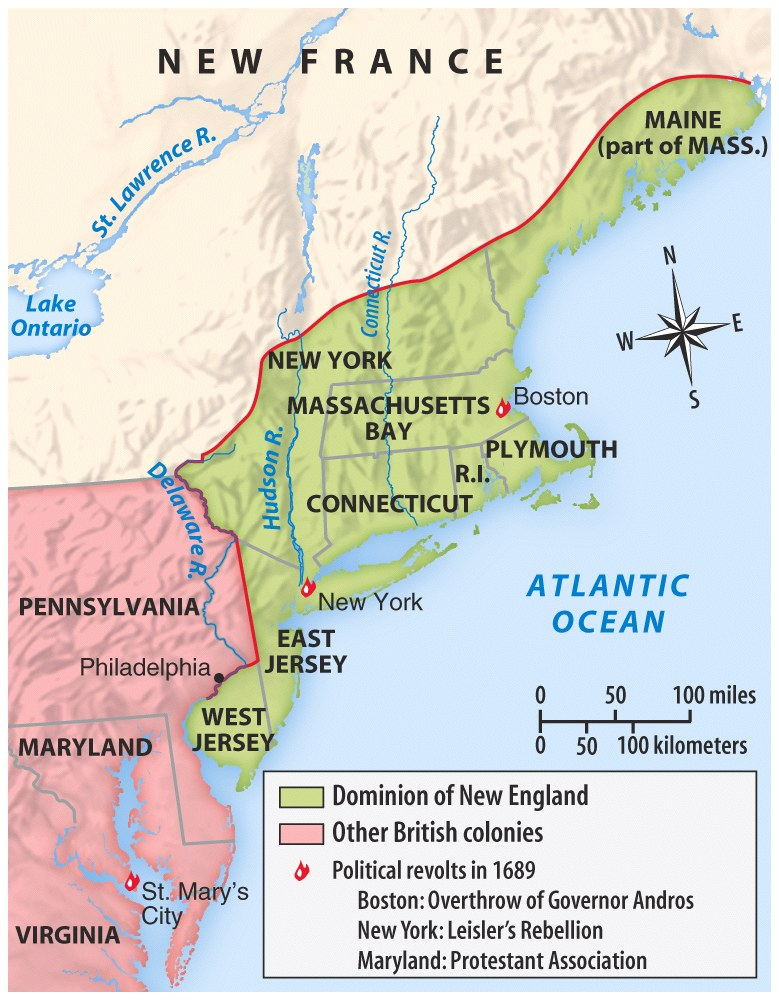 NEW FRANCE
MAINE
(part of MASS.)
St. Lawrence R.
Lake
Ontario
Connecticut R.
N
W
E
S
NEW YORK
MASSACHUSETTS
BAY
Boston
PLYMOUTH
R.I.
CONNECTICUT
Hudson R.
Delaware R.
New York
ATLANTIC
OCEAN
PENNSYLVANIA
EAST
JERSEY
Philadelphia
WEST
JERSEY
MARYLAND
St. Mary's
City
VIRGINIA
0 50 100 miles
0 50 100 kilometers
Dominion of New England
Other British colonies
Political revolts in 1689
Boston: Overthrow of Governor Andros
New York: Leisler's Rebellion
Maryland: Protestant Association